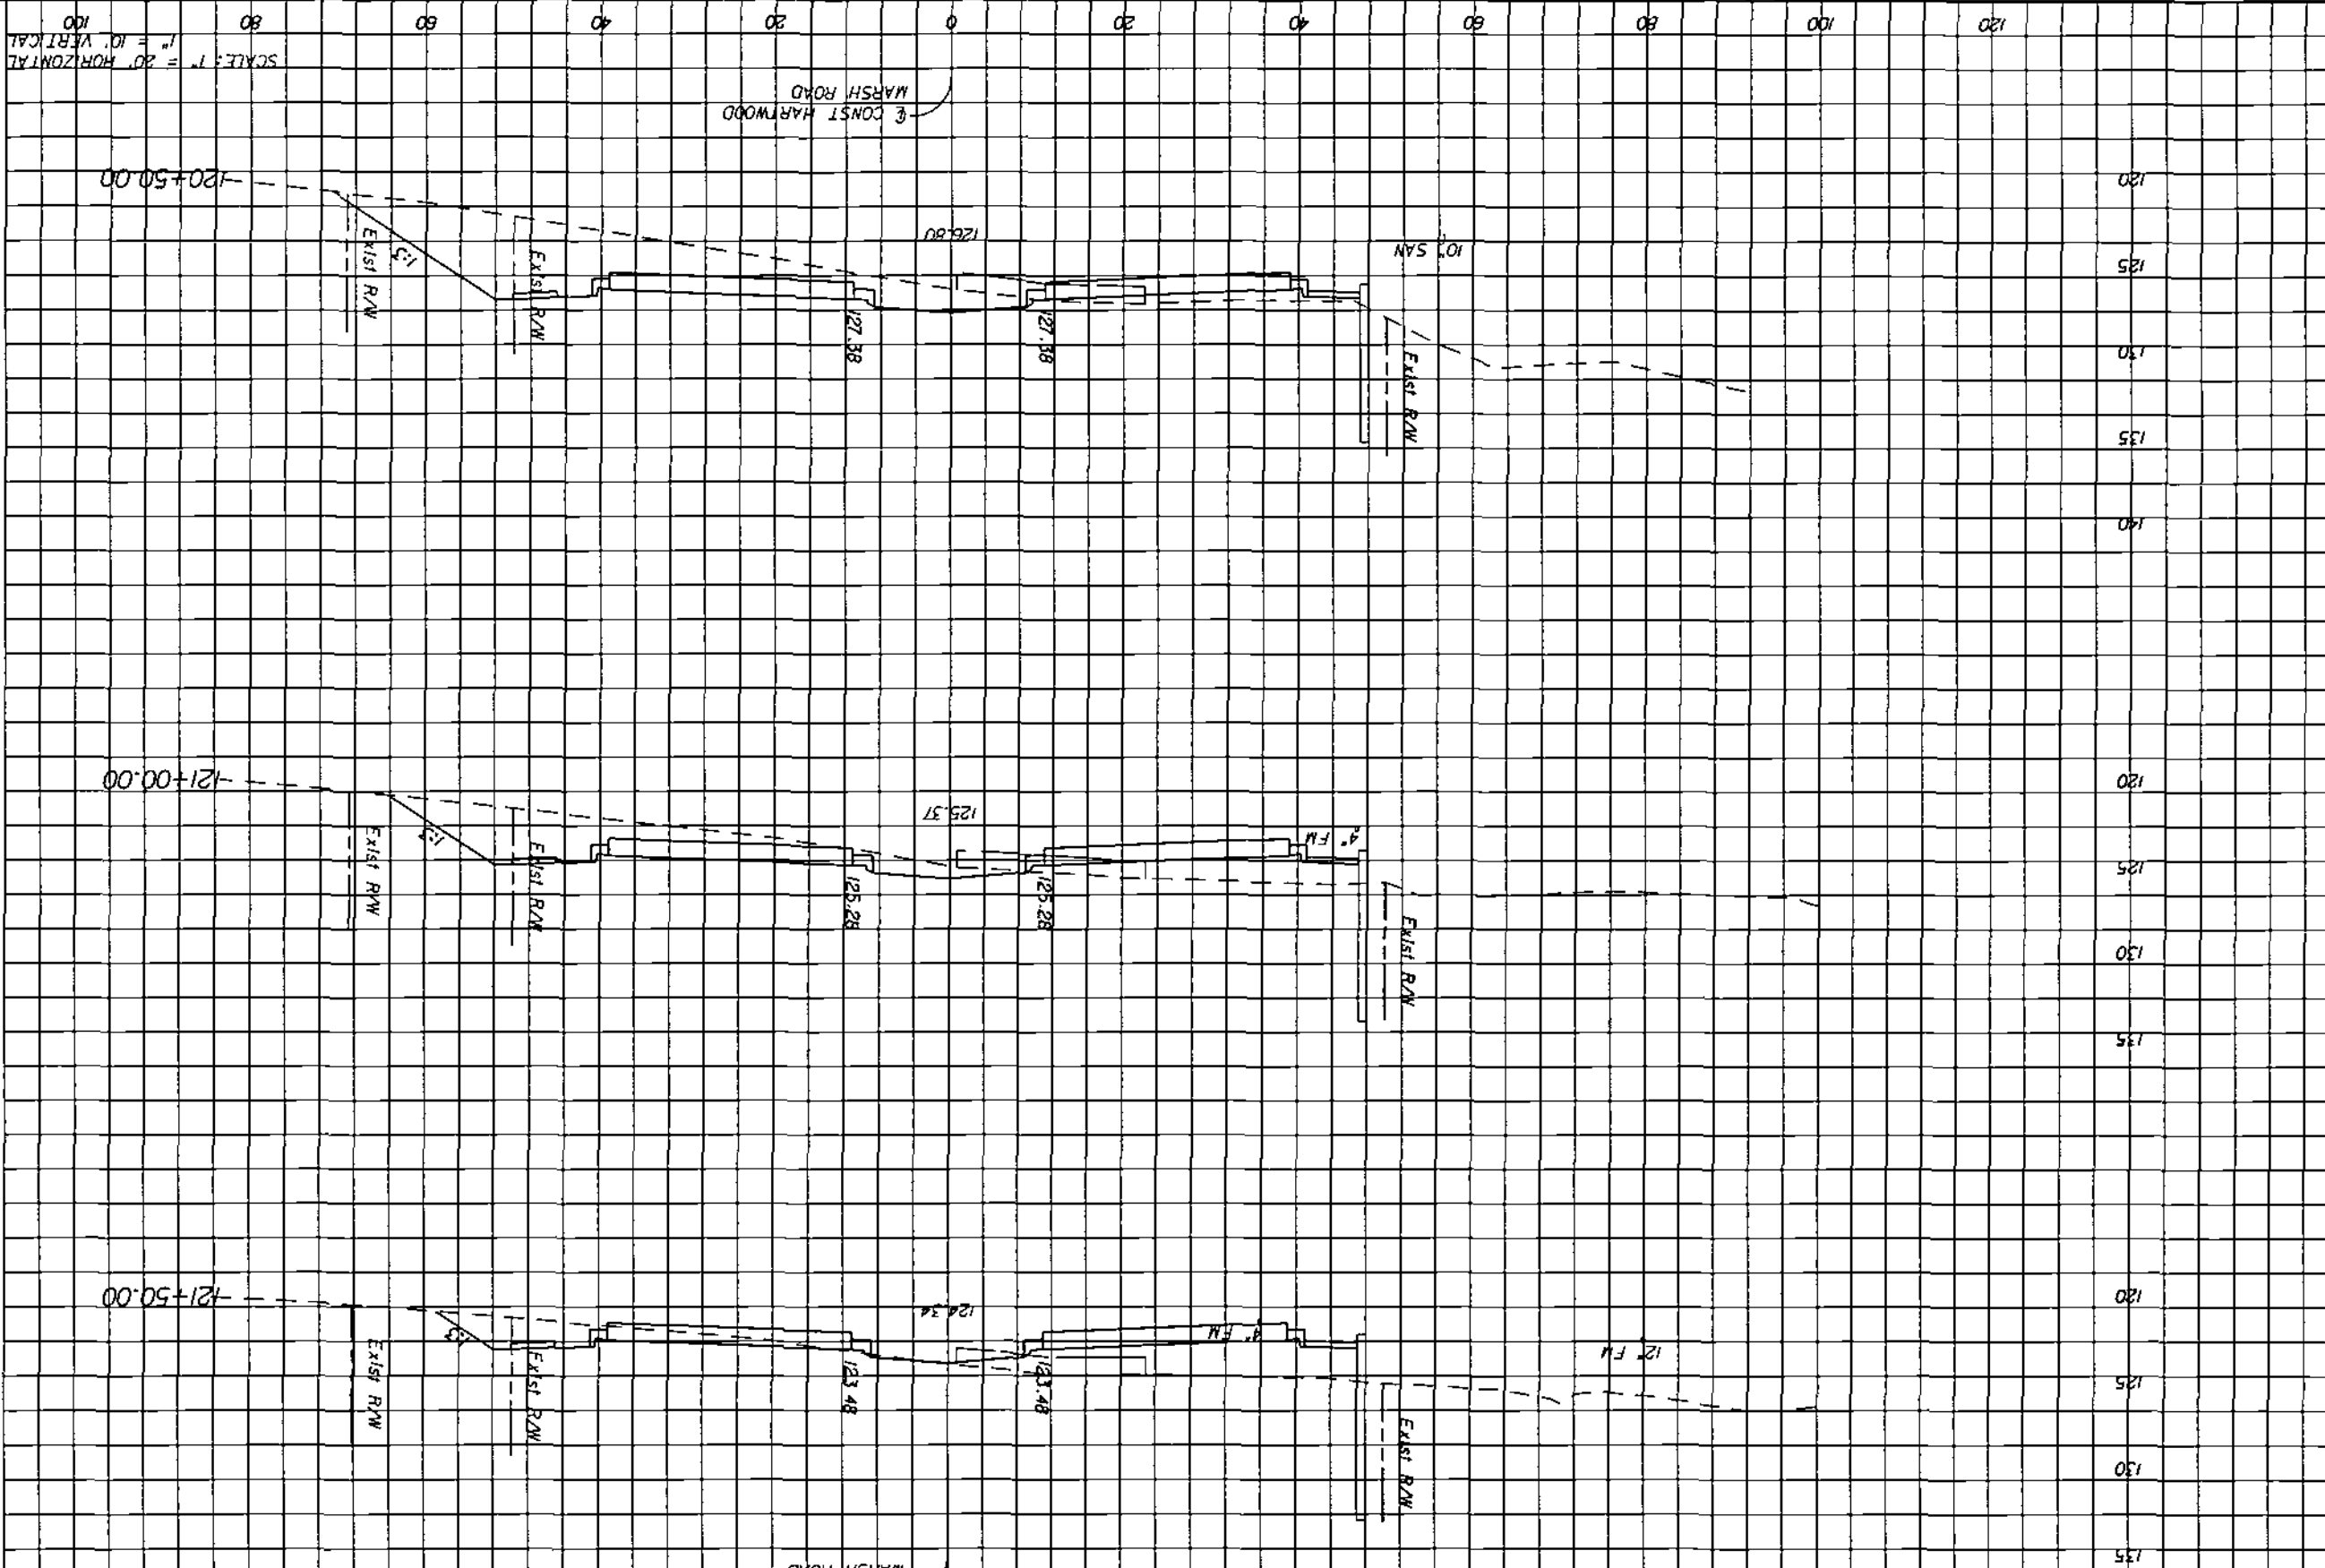 MARSH ROAD
135
130
125
120
12" FM
4" FM
Exist R/W
123.48
124.34
123.48
Exist R/W
Exist R/W
1:3
121+50.00
135
130
125
120
4" FM
Exist R/W
125.28
125.37
125.28
Exist R/W
Exist R/W
1:3
121+00.00
140
135
130
125
120
10" SAN
Exist R/W
127.38
126.80
127.38
Exist R/W
Exist R/W
1:3
120+50.00
℄ CONST HARTWOOD
MARSH ROAD
SCALE: 1" = 20' HORIZONTAL
1" = 10' VERTICAL
120 100 80 60 40 20 0 20 40 60 80 100